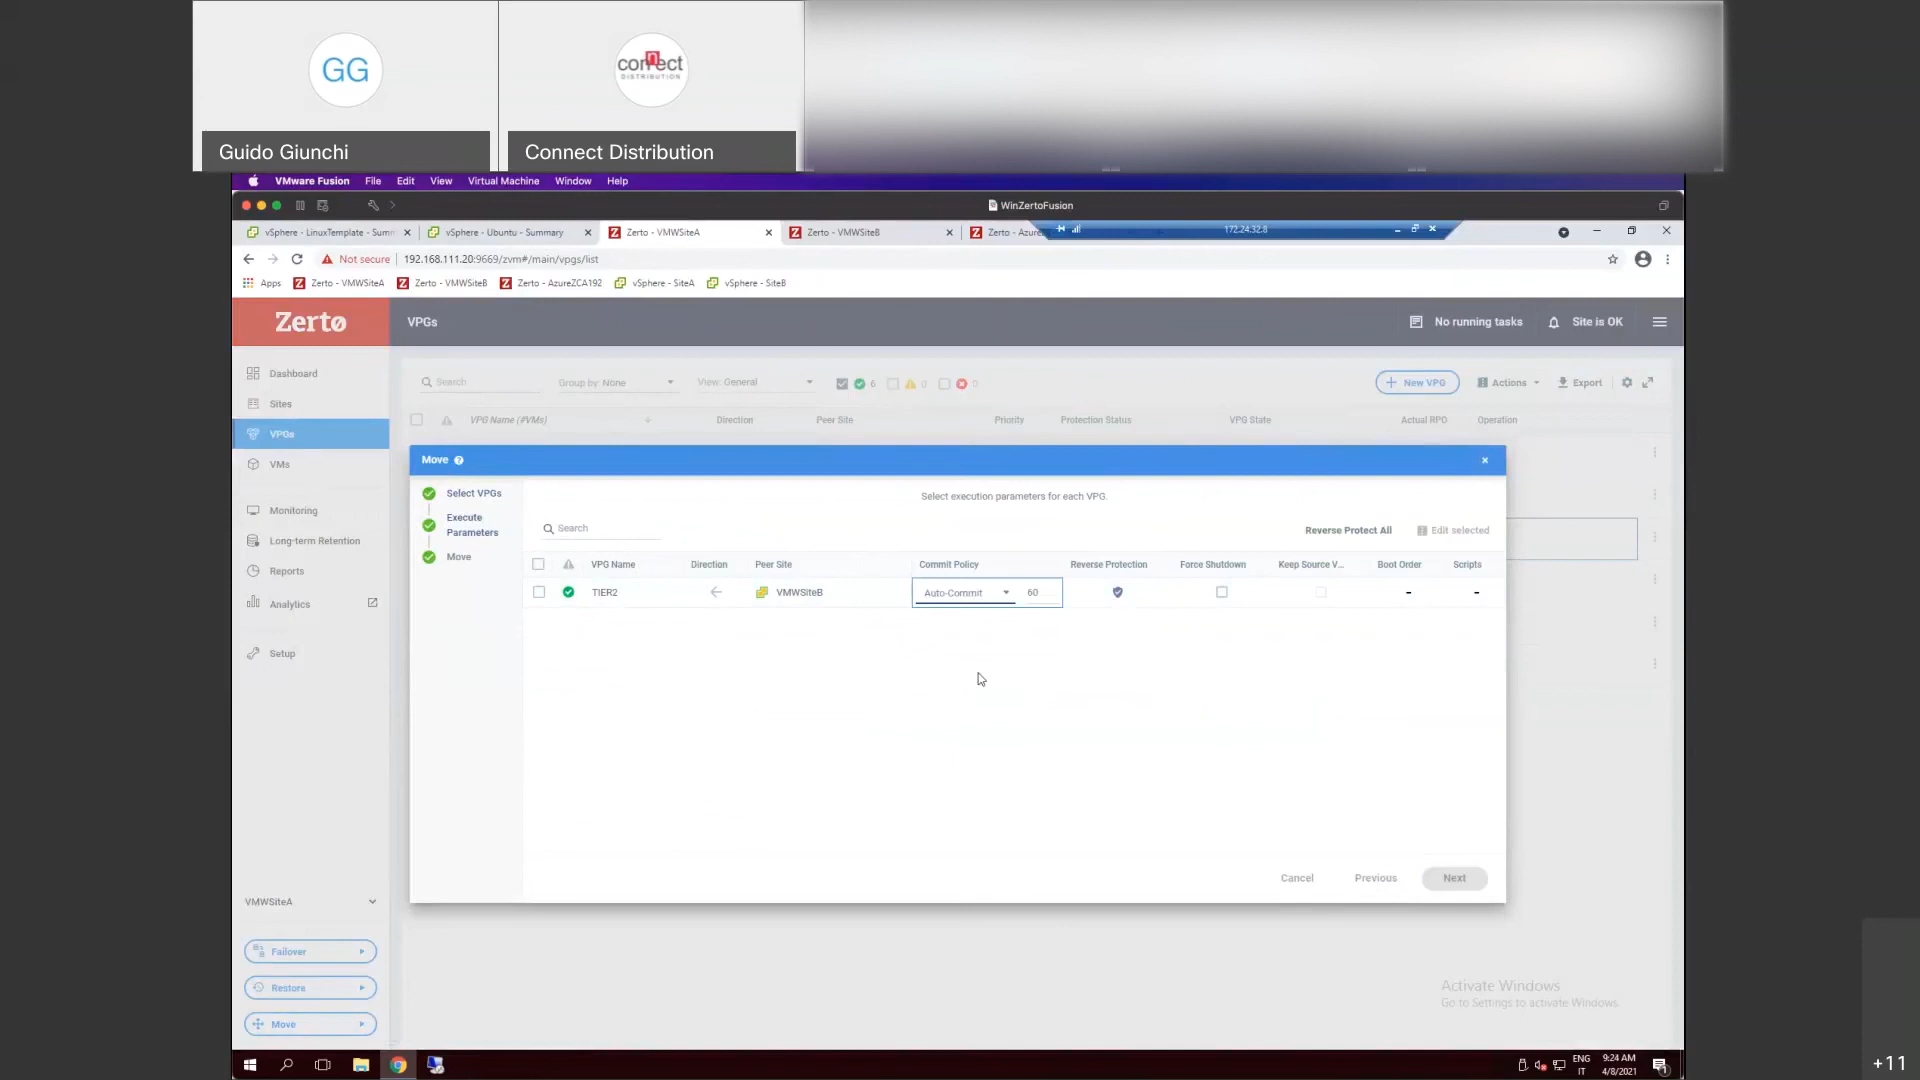 GG
connect
DISTRIBUTION
Guido Giunchi
Connect Distribution
VMware Fusion File Edit View Virtual Machine Window Help
WinZertoFusion
vSphere - LinuxTemplate - Summ
vSphere - Ubuntu - Summary
Zerto - VMWSiteA
Zerto - VMWSiteB
Zerto - Azure
172.24.32.8
Not secure
192.168.111.20:9669/zvm#/main/vpgs/list
Apps
Zerto - VMWSiteA
Zerto - VMWSiteB
Zerto - AzureZCA192
vSphere - SiteA
vSphere - SiteB
Zerto
VPGs
No running tasks
Site is OK
Dashboard
Sites
VPGs
VMs
Monitoring
Long-term Retention
Reports
Analytics
Setup
VMWSiteA
Failover
Restore
Move
Search
Group by: None
View: General
6
0
0
New VPG
Actions
Export
VPG Name (#VMs)
Direction
Peer Site
Priority
Protection Status
VPG State
Actual RPO
Operation
Move
Select VPGs
Execute
Parameters
Move
Select execution parameters for each VPG.
Search
Reverse Protect All
Edit selected
VPG Name
Direction
Peer Site
Commit Policy
Reverse Protection
Force Shutdown
Keep Source V...
Boot Order
Scripts
TIER2
VMWSiteB
Auto-Commit
60
-
-
Cancel
Previous
Next
Activate Windows
Go to Settings to activate Windows.
ENG
IT
9:24 AM
4/8/2021
1
+11